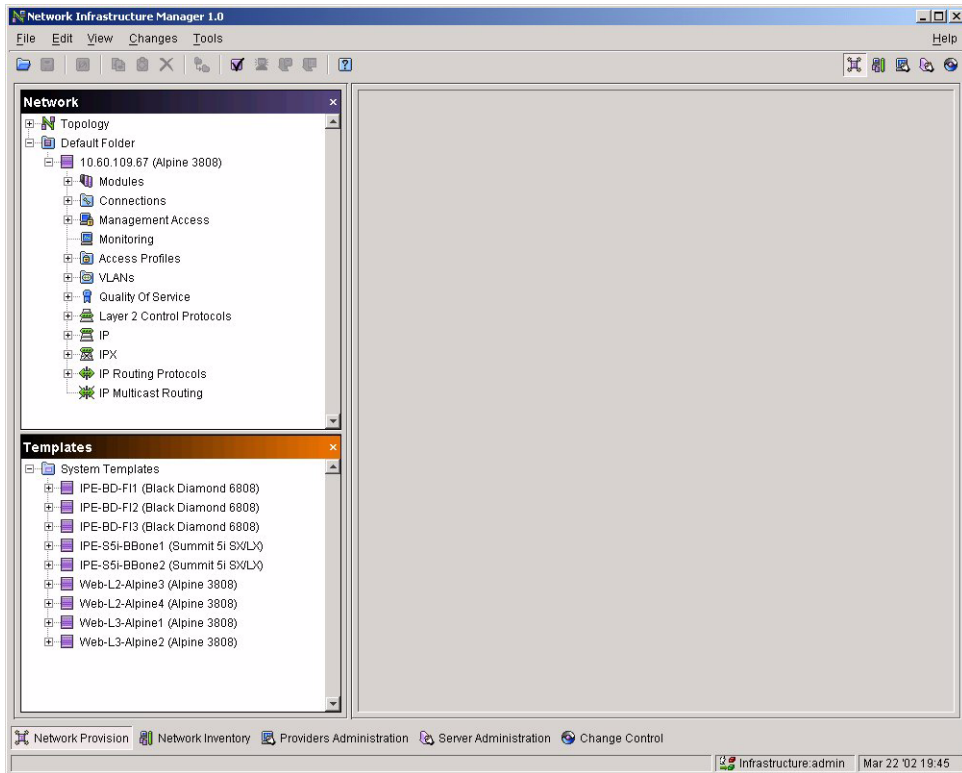 Network Infrastructure Manager 1.0
File Edit View Changes Tools Help
Network
Topology
Default Folder
10.60.109.67 (Alpine 3808)
Modules
Connections
Management Access
Monitoring
Access Profiles
VLANs
Quality Of Service
Layer 2 Control Protocols
IP
IPX
IP Routing Protocols
IP Multicast Routing
Templates
System Templates
IPE-BD-FI1 (Black Diamond 6808)
IPE-BD-FI2 (Black Diamond 6808)
IPE-BD-FI3 (Black Diamond 6808)
IPE-S5i-BBone1 (Summit 5i SX/LX)
IPE-S5i-BBone2 (Summit 5i SX/LX)
Web-L2-Alpine3 (Alpine 3808)
Web-L2-Alpine4 (Alpine 3808)
Web-L3-Alpine1 (Alpine 3808)
Web-L3-Alpine2 (Alpine 3808)
Network Provision Network Inventory Providers Administration Server Administration Change Control
Infrastructure:admin Mar 22 '02 19:45